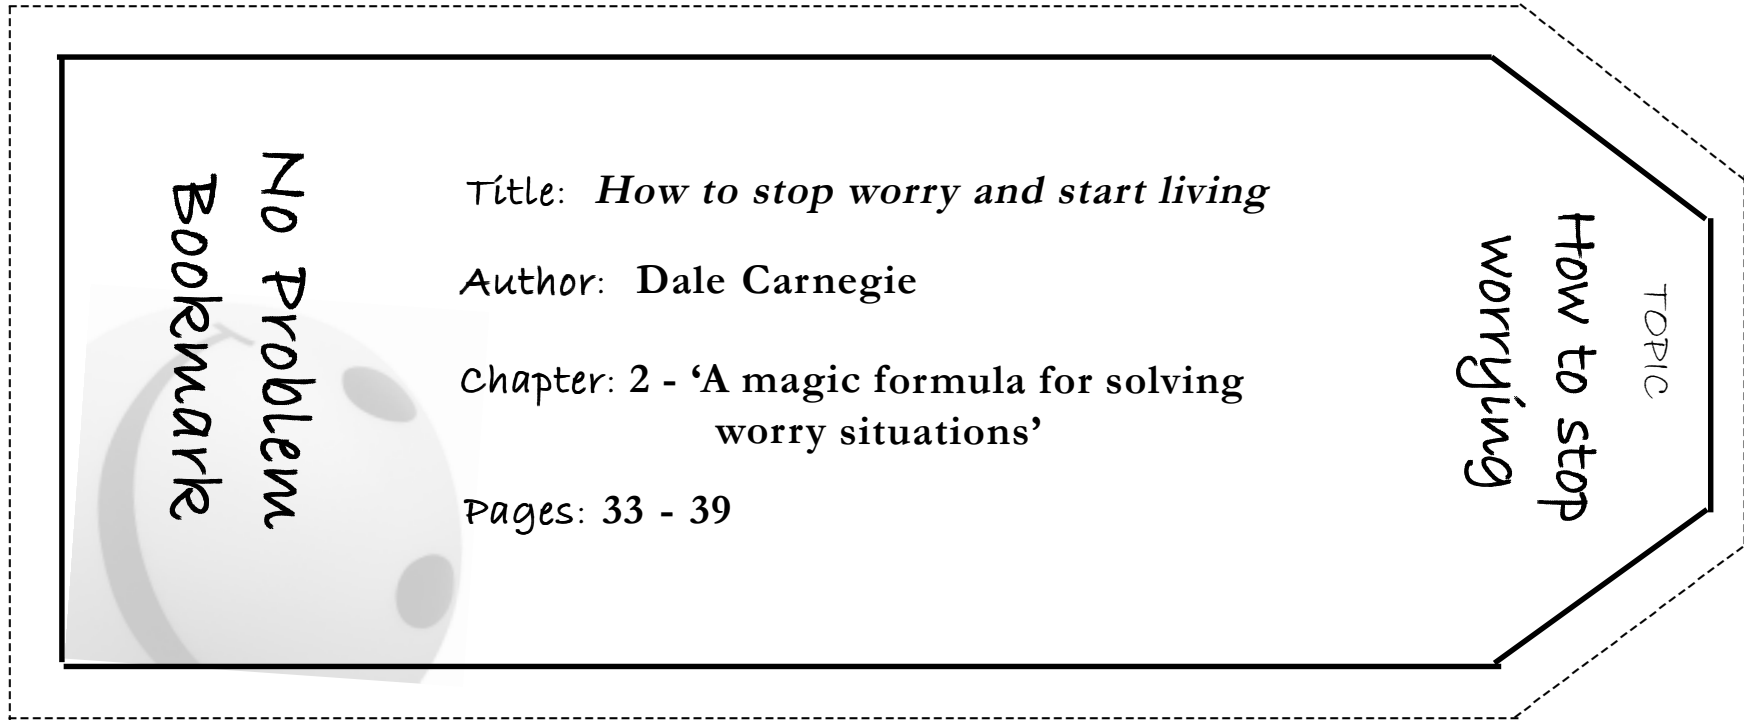 No Problem
Bookmark
Title: How to stop worry and start living
Author: Dale Carnegie
Chapter: 2 - ‘A magic formula for solving
worry situations’
Pages: 33 - 39
TOPIC
How to stop
worrying